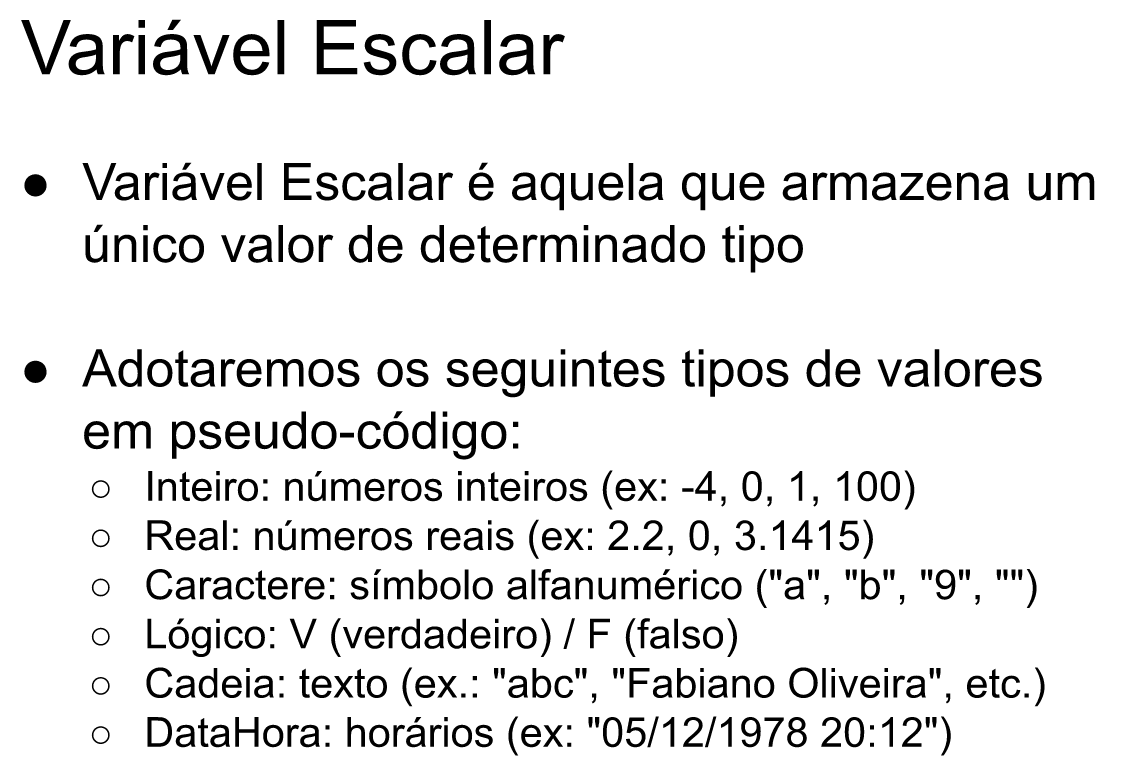 Variável Escalar
● Variável Escalar é aquela que armazena um
único valor de determinado tipo
● Adotaremos os seguintes tipos de valores
em pseudo-código:
○ Inteiro: números inteiros (ex: -4, 0, 1, 100)
○ Real: números reais (ex: 2.2, 0, 3.1415)
○ Caractere: símbolo alfanumérico ("a", "b", "9", "")
○ Lógico: V (verdadeiro) / F (falso)
○ Cadeia: texto (ex.: "abc", "Fabiano Oliveira", etc.)
○ DataHora: horários (ex: "05/12/1978 20:12")